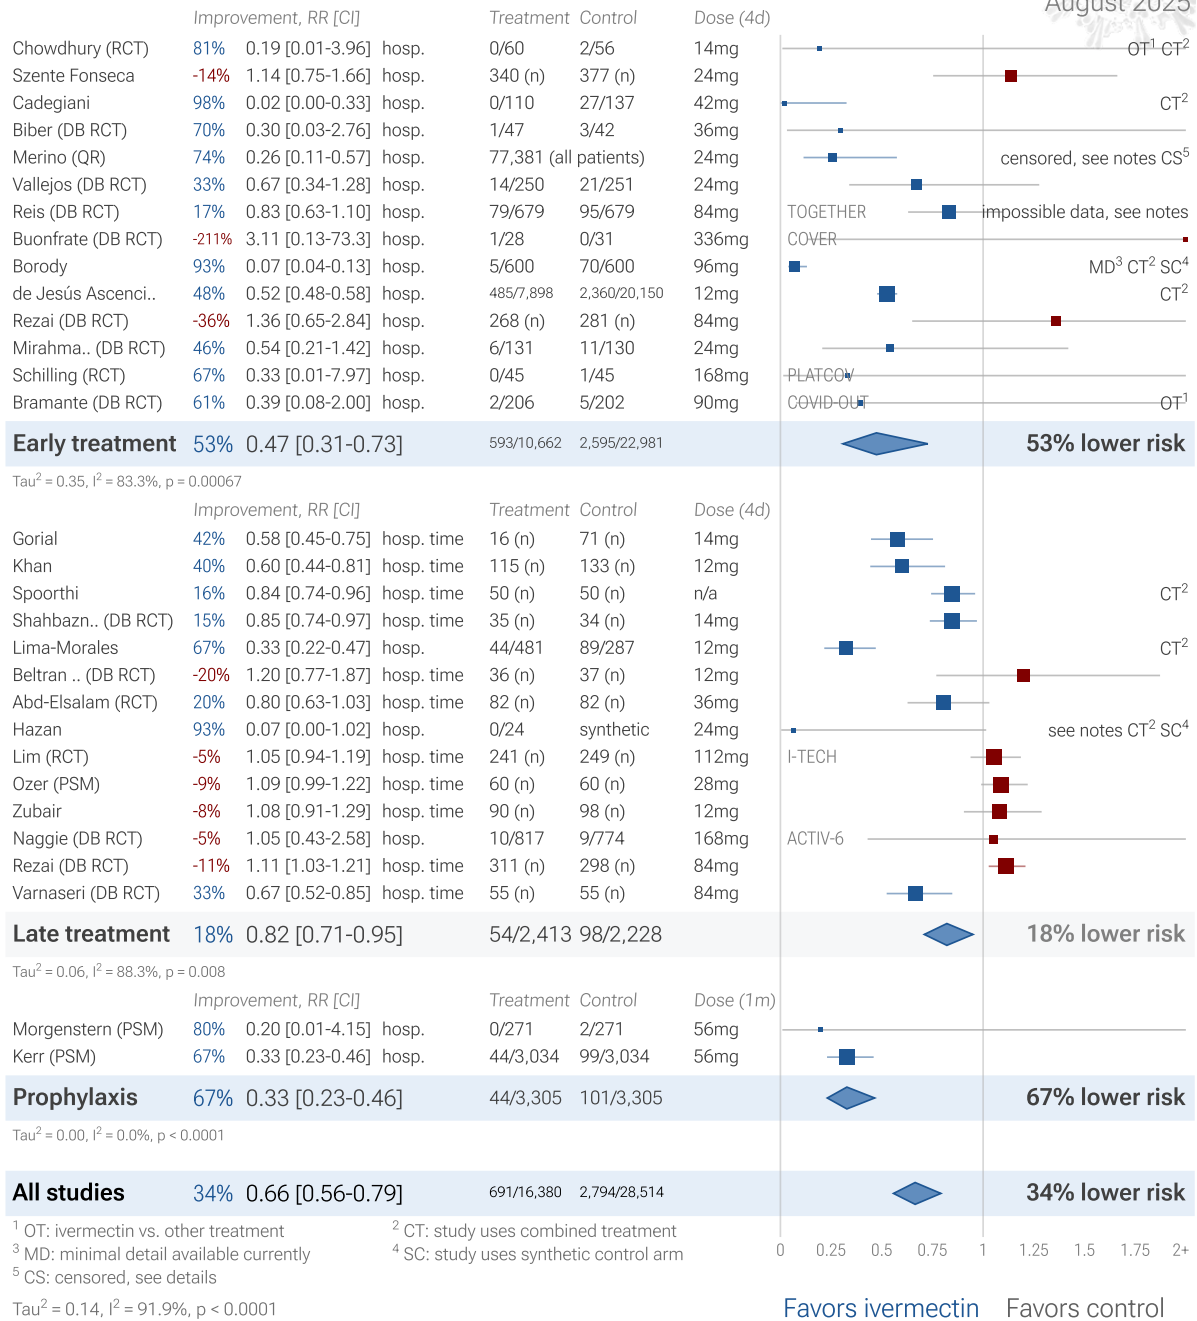 August 2025
Improvement, RR [CI] Treatment Control Dose (4d)
Chowdhury (RCT) 81% 0.19 [0.01-3.96] hosp. 0/60 2/56 14mg OT1 CT2
Szente Fonseca -14% 1.14 [0.75-1.66] hosp. 340 (n) 377 (n) 24mg
Cadegiani 98% 0.02 [0.00-0.33] hosp. 0/110 27/137 42mg CT2
Biber (DB RCT) 70% 0.30 [0.03-2.76] hosp. 1/47 3/42 36mg
Merino (QR) 74% 0.26 [0.11-0.57] hosp. 77,381 (all patients) 24mg censored, see notes CS5
Vallejos (DB RCT) 33% 0.67 [0.34-1.28] hosp. 14/250 21/251 24mg
Reis (DB RCT) 17% 0.83 [0.63-1.10] hosp. 79/679 95/679 84mg TOGETHER impossible data, see notes
Buonfrate (DB RCT) -211% 3.11 [0.13-73.3] hosp. 1/28 0/31 336mg COVER
Borody 93% 0.07 [0.04-0.13] hosp. 5/600 70/600 96mg MD3 CT2 SC4
de Jesús Ascenci.. 48% 0.52 [0.48-0.58] hosp. 485/7,898 2,360/20,150 12mg CT2
Rezai (DB RCT) -36% 1.36 [0.65-2.84] hosp. 268 (n) 281 (n) 84mg
Mirahma.. (DB RCT) 46% 0.54 [0.21-1.42] hosp. 6/131 11/130 24mg
Schilling (RCT) 67% 0.33 [0.01-7.97] hosp. 0/45 1/45 168mg PLATCOV
Bramante (DB RCT) 61% 0.39 [0.08-2.00] hosp. 2/206 5/202 90mg COVID-OUT OT1
Early treatment 53% 0.47 [0.31-0.73] 593/10,662 2,595/22,981 53% lower risk
Tau2 = 0.35, I2 = 83.3%, p = 0.00067
Improvement, RR [CI] Treatment Control Dose (4d)
Gorial 42% 0.58 [0.45-0.75] hosp. time 16 (n) 71 (n) 14mg
Khan 40% 0.60 [0.44-0.81] hosp. time 115 (n) 133 (n) 12mg
Spoorthi 16% 0.84 [0.74-0.96] hosp. time 50 (n) 50 (n) n/a CT2
Shahbazn.. (DB RCT) 15% 0.85 [0.74-0.97] hosp. time 35 (n) 34 (n) 14mg
Lima-Morales 67% 0.33 [0.22-0.47] hosp. 44/481 89/287 12mg CT2
Beltran .. (DB RCT) -20% 1.20 [0.77-1.87] hosp. time 36 (n) 37 (n) 12mg
Abd-Elsalam (RCT) 20% 0.80 [0.63-1.03] hosp. time 82 (n) 82 (n) 36mg
Hazan 93% 0.07 [0.00-1.02] hosp. 0/24 synthetic 24mg see notes CT2 SC4
Lim (RCT) -5% 1.05 [0.94-1.19] hosp. time 241 (n) 249 (n) 112mg I-TECH
Ozer (PSM) -9% 1.09 [0.99-1.22] hosp. time 60 (n) 60 (n) 28mg
Zubair -8% 1.08 [0.91-1.29] hosp. time 90 (n) 98 (n) 12mg
Naggie (DB RCT) -5% 1.05 [0.43-2.58] hosp. 10/817 9/774 168mg ACTIV-6
Rezai (DB RCT) -11% 1.11 [1.03-1.21] hosp. time 311 (n) 298 (n) 84mg
Varnaseri (DB RCT) 33% 0.67 [0.52-0.85] hosp. time 55 (n) 55 (n) 84mg
Late treatment 18% 0.82 [0.71-0.95] 54/2,413 98/2,228 18% lower risk
Tau2 = 0.06, I2 = 88.3%, p = 0.008
Improvement, RR [CI] Treatment Control Dose (1m)
Morgenstern (PSM) 80% 0.20 [0.01-4.15] hosp. 0/271 2/271 56mg
Kerr (PSM) 67% 0.33 [0.23-0.46] hosp. 44/3,034 99/3,034 56mg
Prophylaxis 67% 0.33 [0.23-0.46] 44/3,305 101/3,305 67% lower risk
Tau2 = 0.00, I2 = 0.0%, p < 0.0001
All studies 34% 0.66 [0.56-0.79] 691/16,380 2,794/28,514 34% lower risk
1 OT: ivermectin vs. other treatment 2 CT: study uses combined treatment
3 MD: minimal detail available currently 4 SC: study uses synthetic control arm
5 CS: censored, see details
0 0.25 0.5 0.75 1 1.25 1.5 1.75 2+
Tau2 = 0.14, I2 = 91.9%, p < 0.0001 Favors ivermectin Favors control